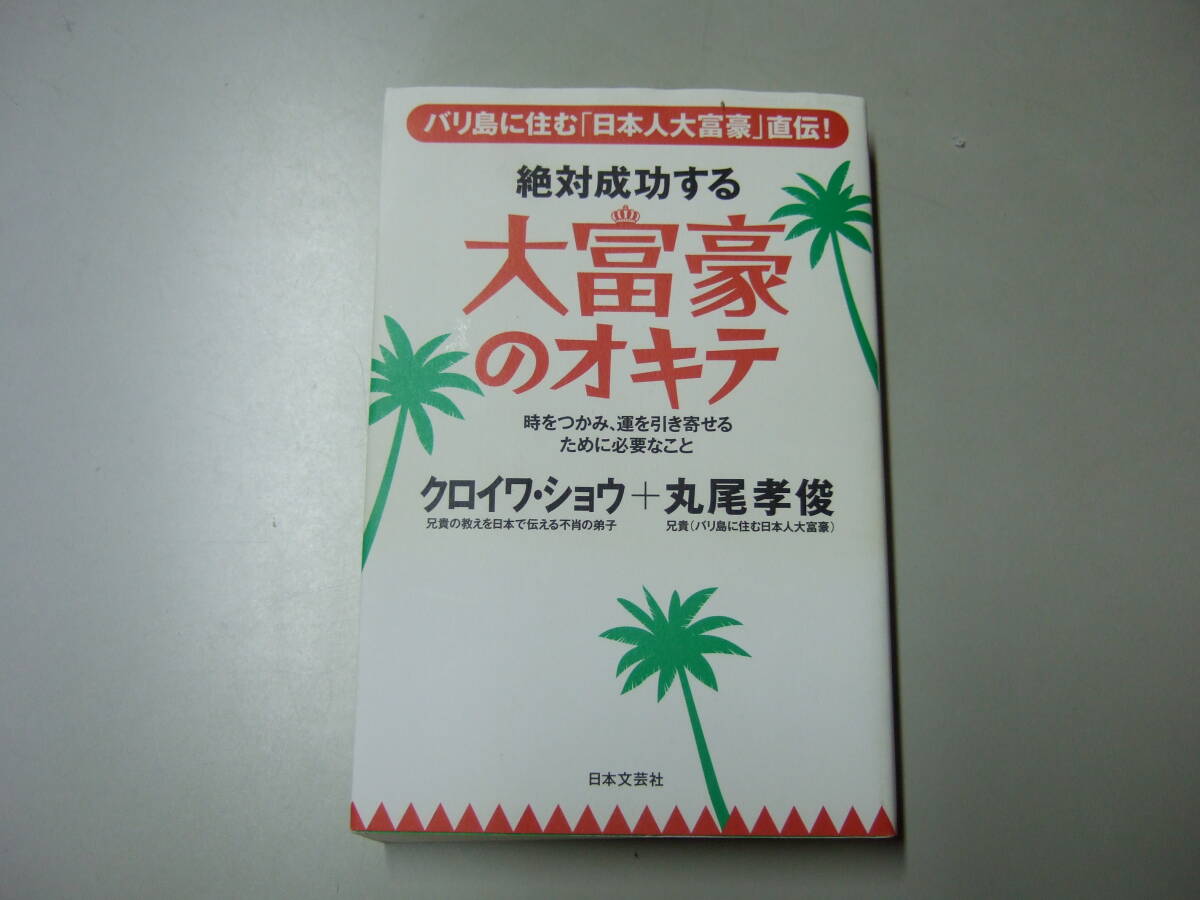 バリ島に住む「日本人大富豪」直伝!
絶対成功する
大富豪
のオキテ
時をつかみ、運を引き寄せる
ために必要なこと
クロイワ・ショウ+丸尾孝俊
兄貴の教えを日本で伝える不肖の弟子 兄貴(バリ島に住む日本人大富豪)
日本文芸社